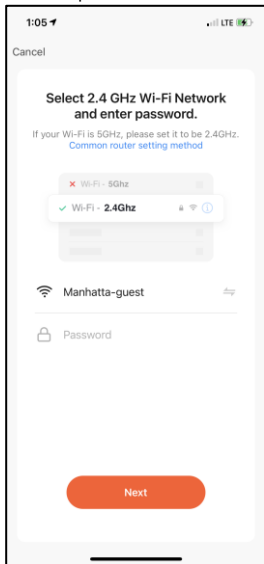 1:05
LTE
Cancel
Select 2.4 GHz Wi-Fi Network
and enter password.
If your Wi-Fi is 5GHz, please set it to be 2.4GHz.
Common router setting method
Wi-Fi - 5Ghz
Wi-Fi - 2.4Ghz
Manhatta-guest
Password
Next